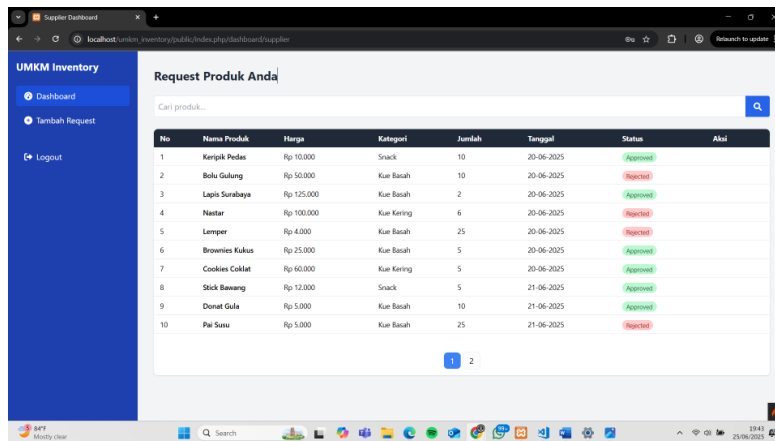 Supplier Dashboard
localhost/umkm_inventory/public/index.php/dashboard/supplier
Relaunch to update
UMKM Inventory
Dashboard
Tambah Request
Logout
Request Produk Anda
Cari produk...
No Nama Produk Harga Kategori Jumlah Tanggal Status Aksi
1 Keripik Pedas Rp 10.000 Snack 10 20-06-2025 Approved
2 Bolu Gulung Rp 50.000 Kue Basah 10 20-06-2025 Rejected
3 Lapis Surabaya Rp 125.000 Kue Basah 2 20-06-2025 Approved
4 Nastar Rp 100.000 Kue Kering 6 20-06-2025 Rejected
5 Lemper Rp 4.000 Kue Basah 25 20-06-2025 Rejected
6 Brownies Kukus Rp 25.000 Kue Basah 5 20-06-2025 Approved
7 Cookies Coklat Rp 60.000 Kue Kering 5 20-06-2025 Approved
8 Stick Bawang Rp 12.000 Snack 5 21-06-2025 Approved
9 Donat Gula Rp 5.000 Kue Basah 10 21-06-2025 Approved
10 Pai Susu Rp 5.000 Kue Basah 25 21-06-2025 Rejected
1 2
84°F
Mostly clear
Search
19:43
25/06/2025